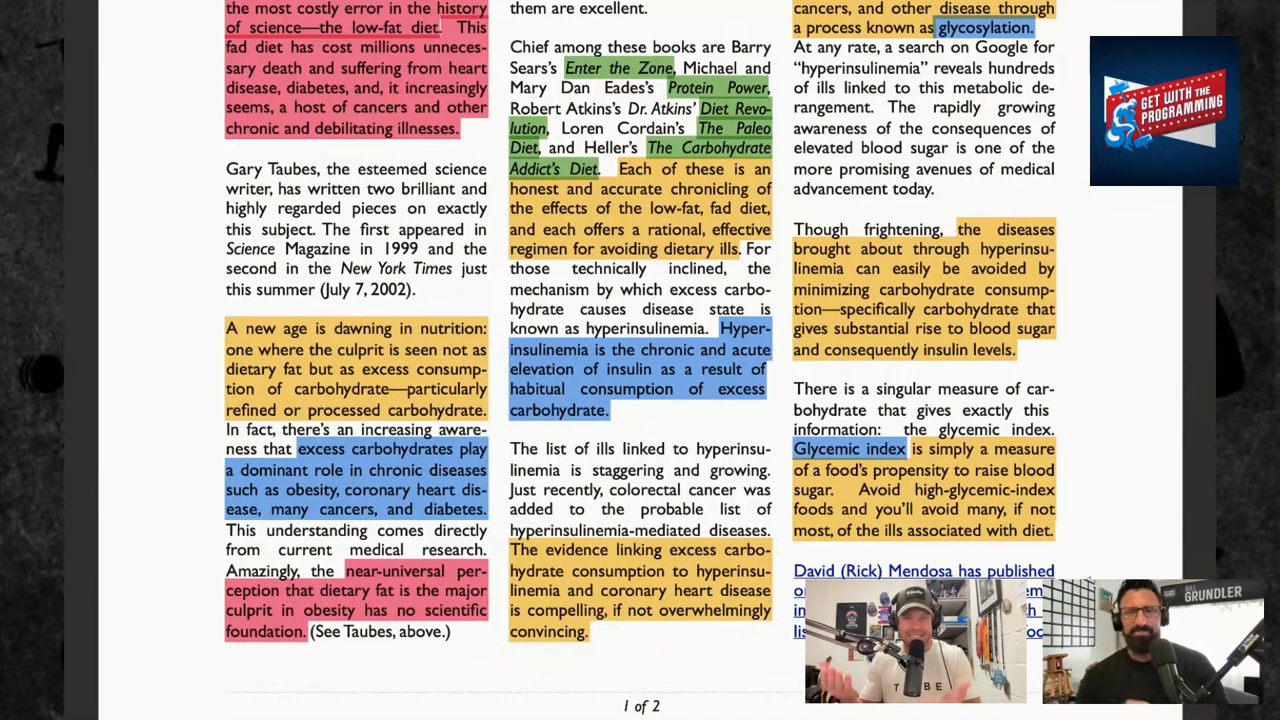 the most costly error in the history
of science—the low-fat diet. This
fad diet has cost millions unneces-
sary death and suffering from heart
disease, diabetes, and, it increasingly
seems, a host of cancers and other
chronic and debilitating illnesses.
Gary Taubes, the esteemed science
writer, has written two brilliant and
highly regarded pieces on exactly
this subject. The first appeared in
Science Magazine in 1999 and the
second in the New York Times just
this summer (July 7, 2002).
A new age is dawning in nutrition:
one where the culprit is seen not as
dietary fat but as excess consump-
tion of carbohydrate—particularly
refined or processed carbohydrate.
In fact, there's an increasing aware-
ness that excess carbohydrates play
a dominant role in chronic diseases
such as obesity, coronary heart dis-
ease, many cancers, and diabetes.
This understanding comes directly
from current medical research.
Amazingly, the near-universal per-
ception that dietary fat is the major
culprit in obesity has no scientific
foundation. (See Taubes, above.)
them are excellent.
Chief among these books are Barry
Sears's Enter the Zone, Michael and
Mary Dan Eades's Protein Power,
Robert Atkins's Dr. Atkins' Diet Revo-
lution, Loren Cordain's The Paleo
Diet, and Heller's The Carbohydrate
Addict's Diet. Each of these is an
honest and accurate chronicling of
the effects of the low-fat, fad diet,
and each offers a rational, effective
regimen for avoiding dietary ills. For
those technically inclined, the
mechanism by which excess carbo-
hydrate causes disease state is
known as hyperinsulinemia. Hyper-
insulinemia is the chronic and acute
elevation of insulin as a result of
habitual consumption of excess
carbohydrate.
The list of ills linked to hyperinsu-
linemia is staggering and growing.
Just recently, colorectal cancer was
added to the probable list of
hyperinsulinemia-mediated diseases.
The evidence linking excess carbo-
hydrate consumption to hyperinsu-
linemia and coronary heart disease
is compelling, if not overwhelmingly
convincing.
cancers, and other disease through
a process known as glycosylation.
At any rate, a search on Google for
“hyperinsulinemia” reveals hundreds
of ills linked to this metabolic de-
rangement. The rapidly growing
awareness of the consequences of
elevated blood sugar is one of the
more promising avenues of medical
advancement today.
Though frightening, the diseases
brought about through hyperinsu-
linemia can easily be avoided by
minimizing carbohydrate consump-
tion—specifically carbohydrate that
gives substantial rise to blood sugar
and consequently insulin levels.
There is a singular measure of car-
bohydrate that gives exactly this
information: the glycemic index.
Glycemic index is simply a measure
of a food's propensity to raise blood
sugar. Avoid high-glycemic-index
foods and you'll avoid many, if not
most, of the ills associated with diet.
David (Rick) Mendosa has published
1 of 2
GET WITH THE
PROGRAMMING
GRUNDLER